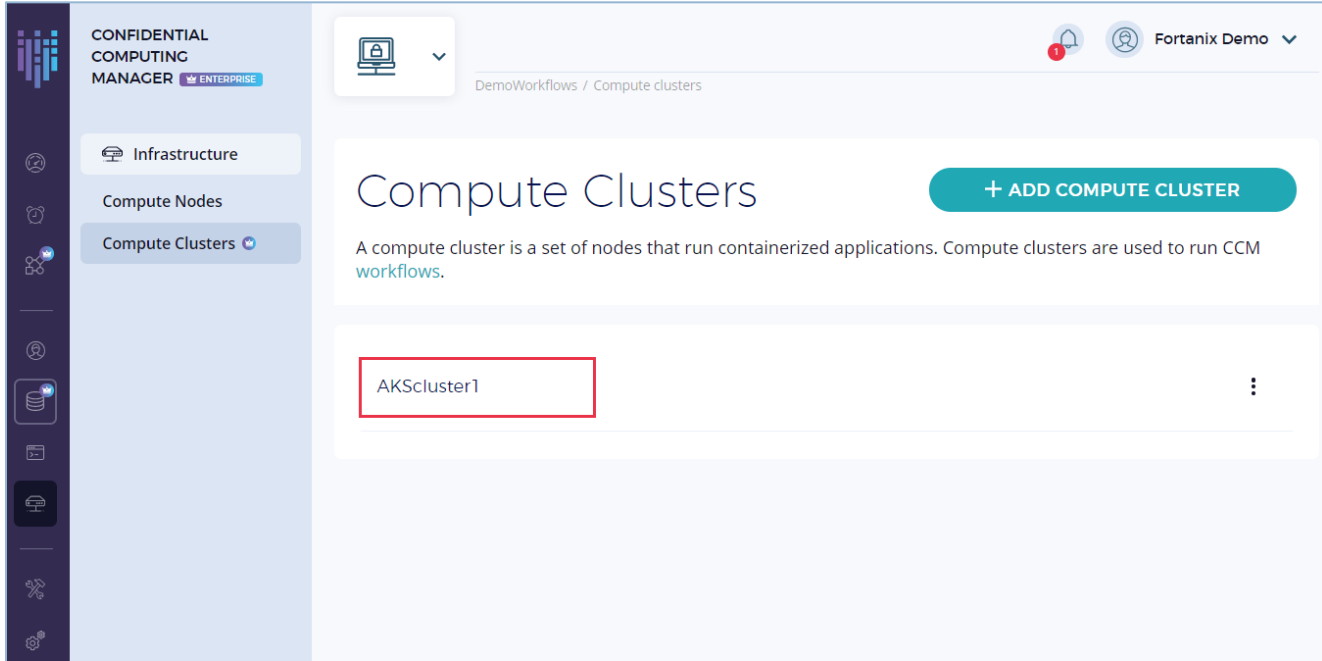 CONFIDENTIAL
COMPUTING
MANAGER ENTERPRISE
Infrastructure
Compute Nodes
Compute Clusters
1
Fortanix Demo
DemoWorkflows / Compute clusters
Compute Clusters
+ ADD COMPUTE CLUSTER
A compute cluster is a set of nodes that run containerized applications. Compute clusters are used to run CCM
workflows.
AKScluster1